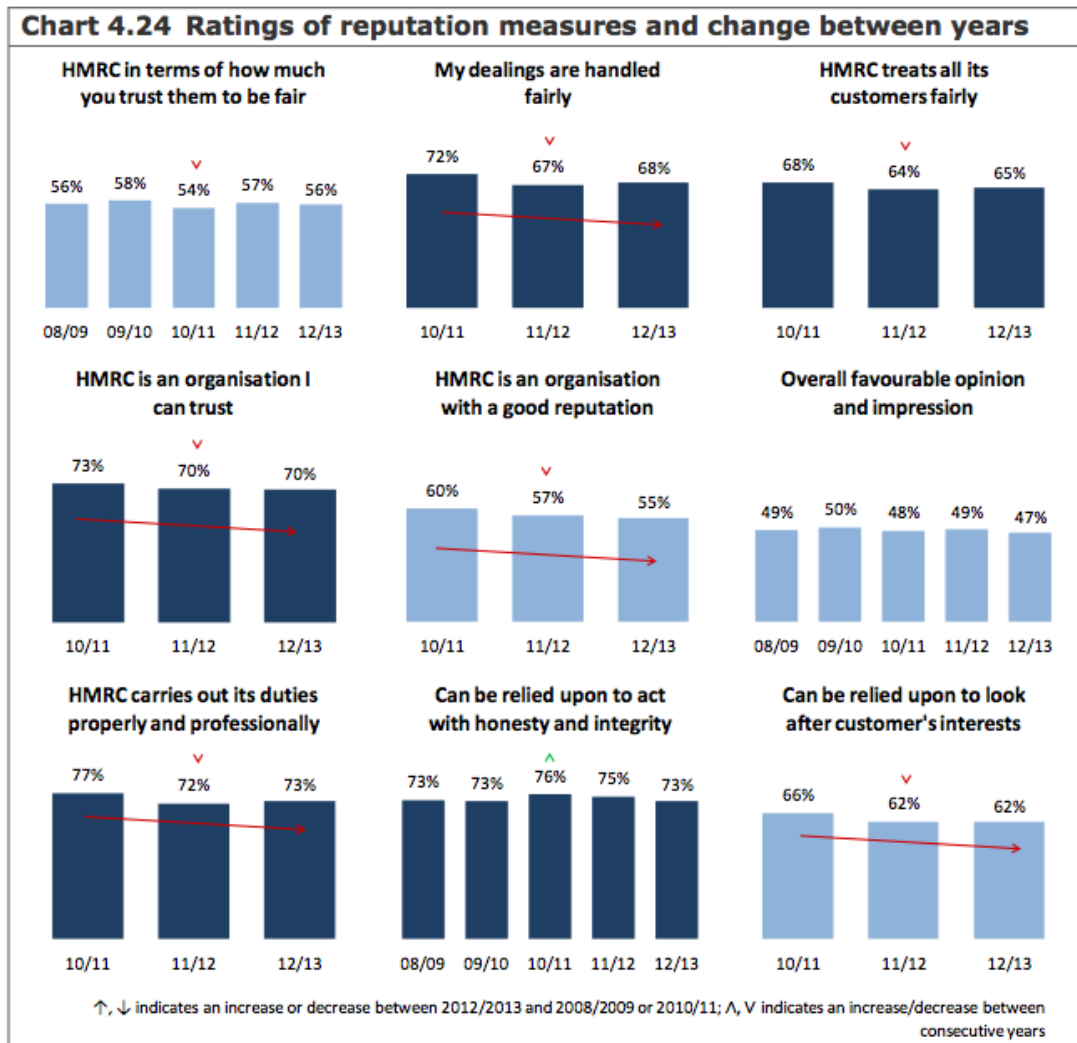 Chart 4.24 Ratings of reputation measures and change between years
HMRC in terms of how much
you trust them to be fair
56%
58%
54%
57%
56%
08/09 09/10 10/11 11/12 12/13
My dealings are handled
fairly
72%
67%
68%
10/11 11/12 12/13
HMRC treats all its
customers fairly
68%
64%
65%
10/11 11/12 12/13
HMRC is an organisation I
can trust
73%
70%
70%
10/11 11/12 12/13
HMRC is an organisation
with a good reputation
60%
57%
55%
10/11 11/12 12/13
Overall favourable opinion
and impression
49%
50%
48%
49%
47%
08/09 09/10 10/11 11/12 12/13
HMRC carries out its duties
properly and professionally
77%
72%
73%
10/11 11/12 12/13
Can be relied upon to act
with honesty and integrity
73%
73%
76%
75%
73%
08/09 09/10 10/11 11/12 12/13
Can be relied upon to look
after customer's interests
66%
62%
62%
10/11 11/12 12/13
↑, ↓ indicates an increase or decrease between 2012/2013 and 2008/2009 or 2010/11; Λ, V indicates an increase/decrease between
consecutive years